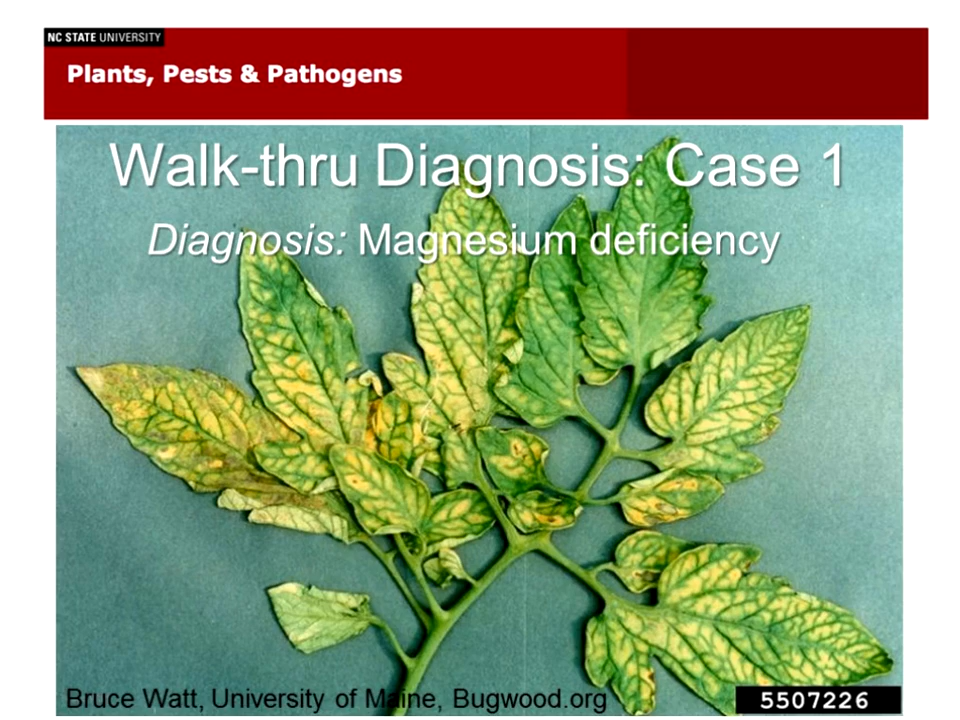 NC STATE UNIVERSITY
Plants, Pests & Pathogens
Walk-thru Diagnosis: Case 1
Diagnosis: Magnesium deficiency
Bruce Watt, University of Maine, Bugwood.org
5507226